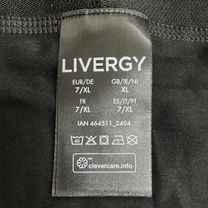 LIVERGY
EUR/DE GB/IE/NI
7/XL XL
FR ES/IT/PT
7/XL 7/XL
IAN 464511_2404
clevercare.info